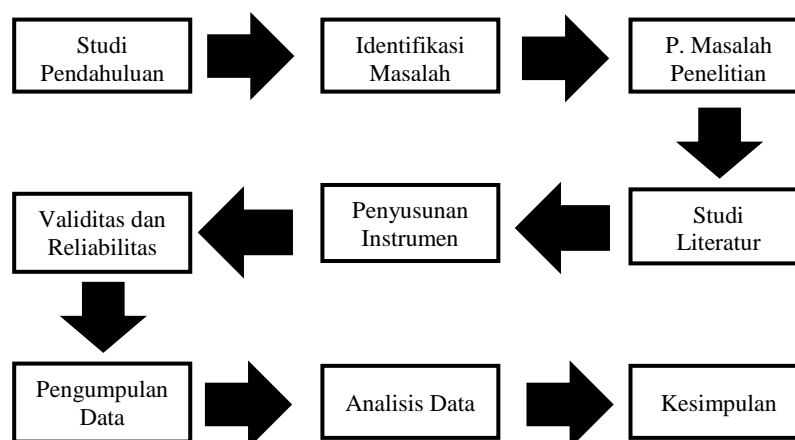 Studi
Pendahuluan
Identifikasi
Masalah
P. Masalah
Penelitian
Studi
Literatur
Penyusunan
Instrumen
Validitas dan
Reliabilitas
Pengumpulan
Data
Analisis Data
Kesimpulan